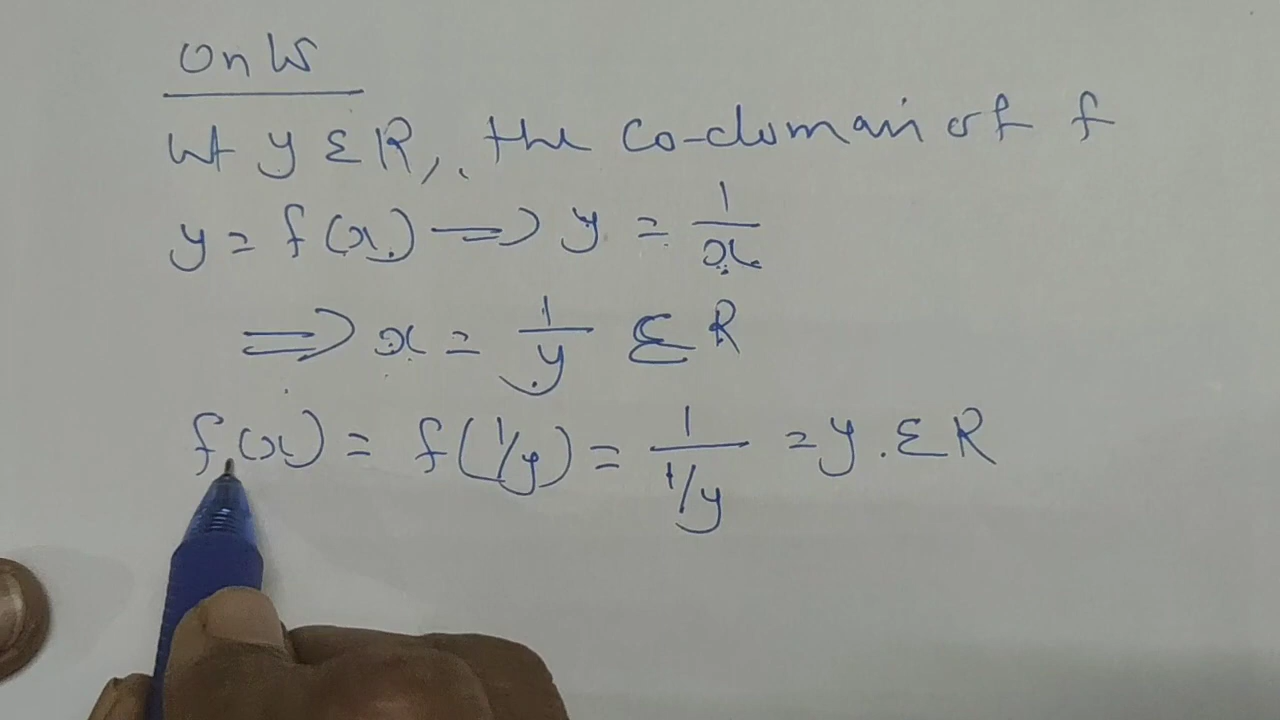 onto
let y ∈ R, the Co-domain of f
y = f(x) ⟹ y = 1/x
⟹ x = 1/y ∈ R
f(x) = f(1/y) = 1/(1/y) = y. ∈ R